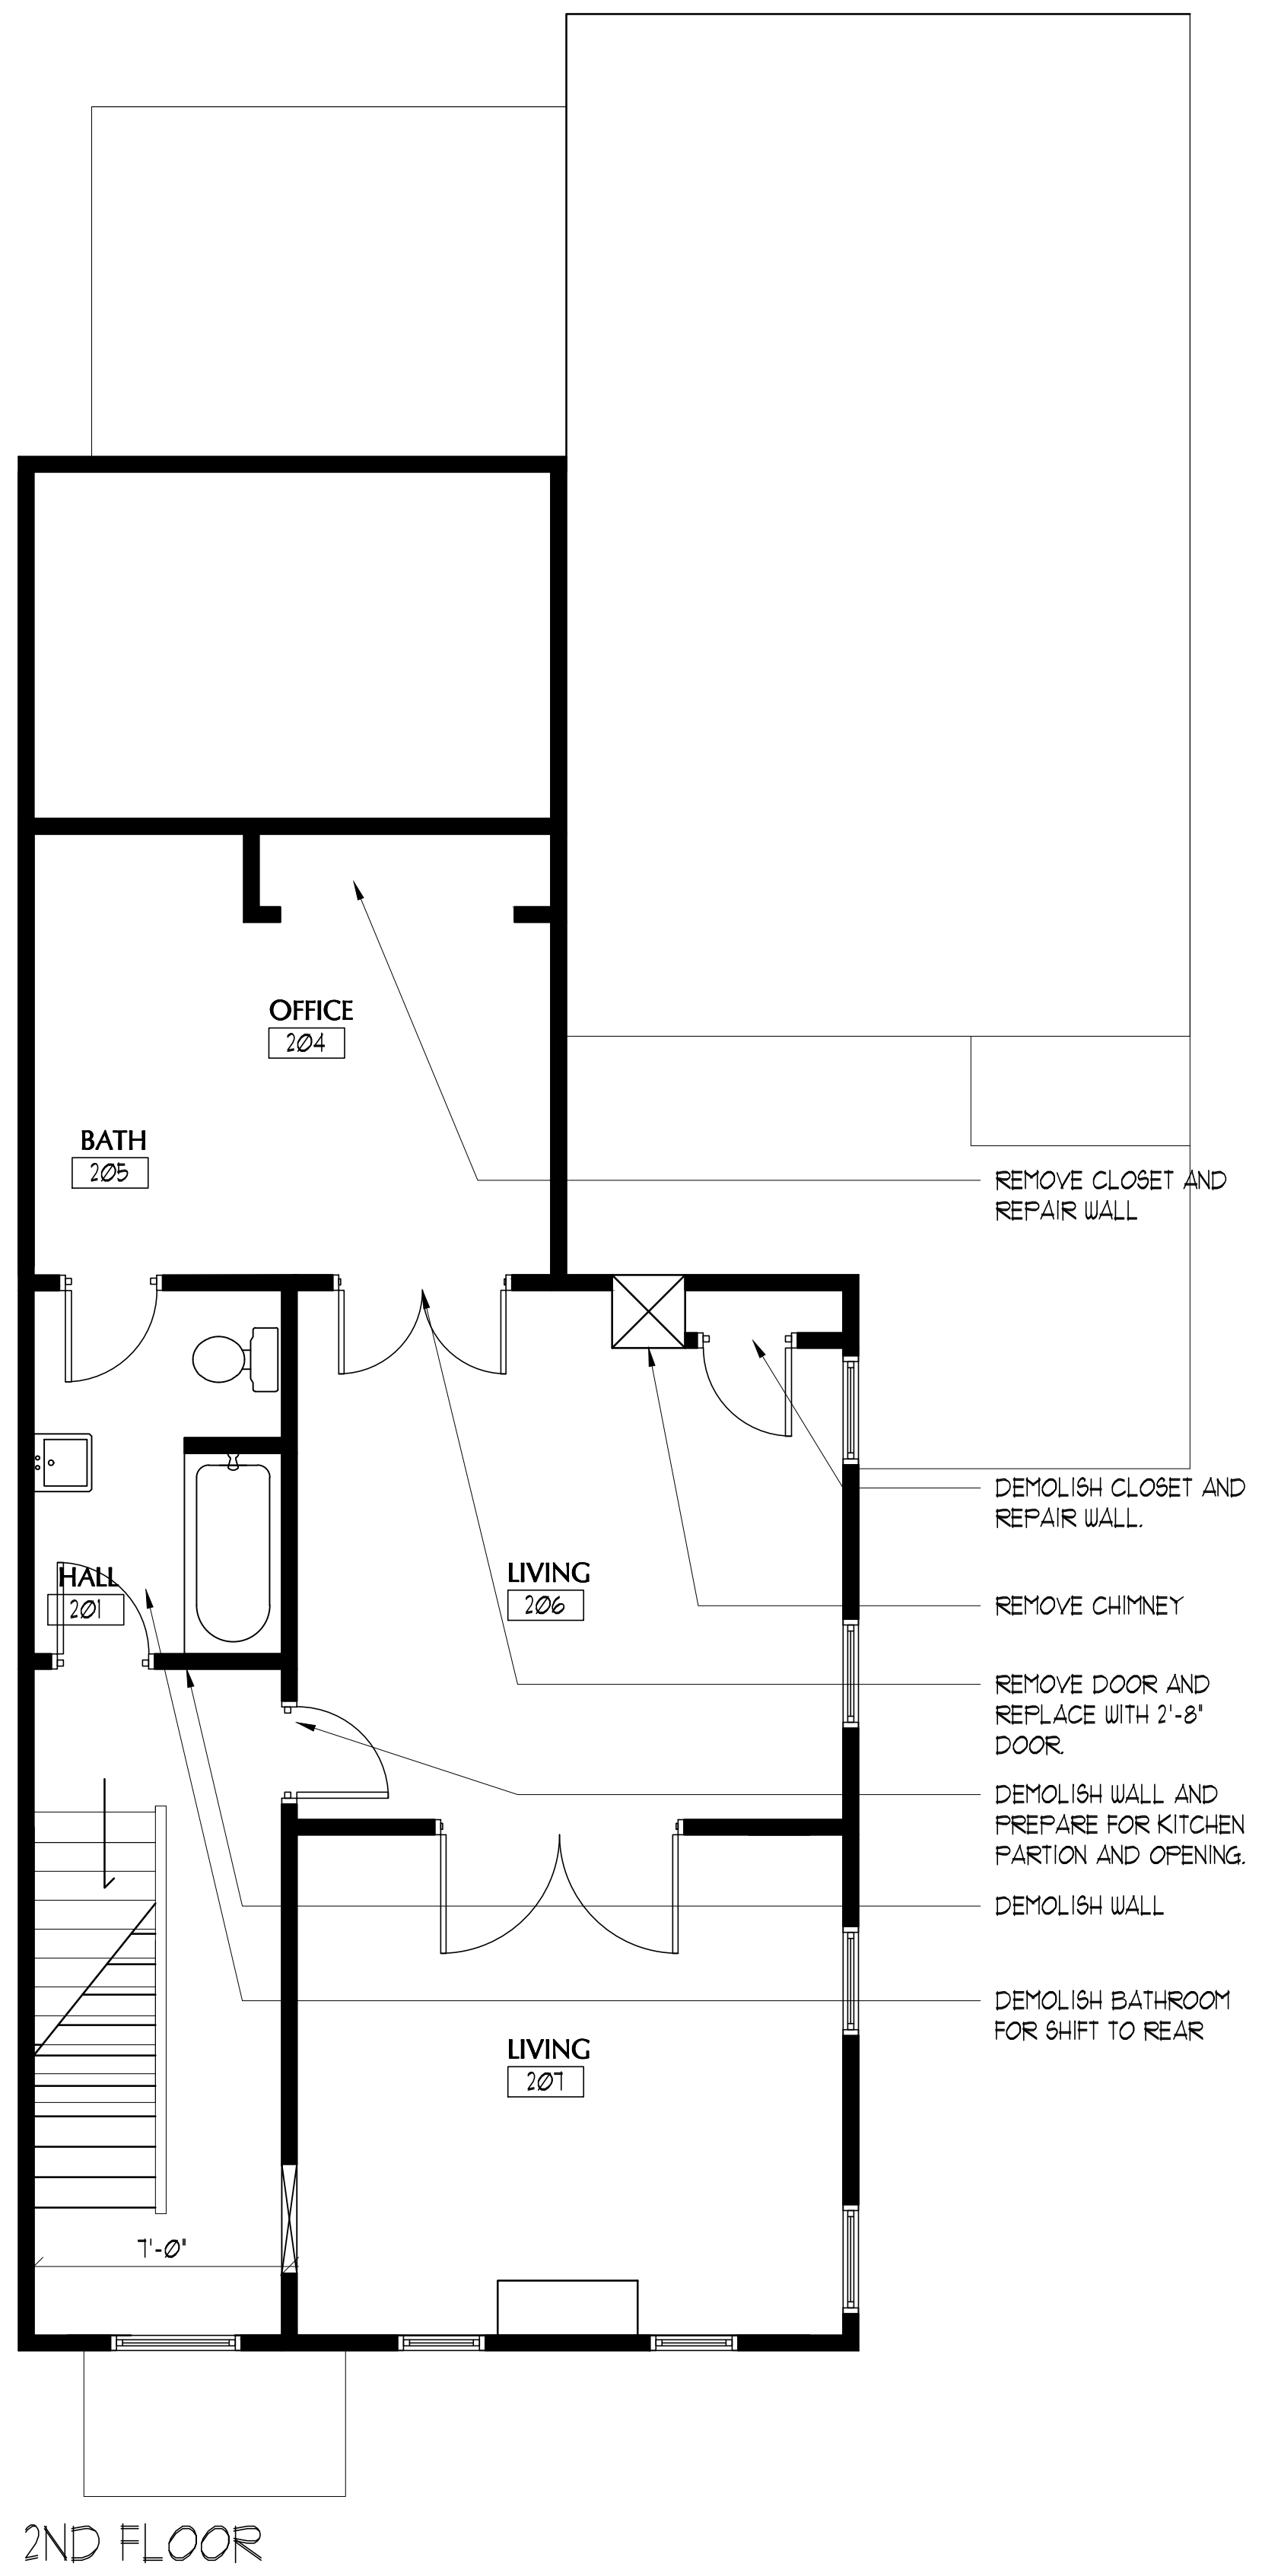 OFFICE
204
BATH
205
REMOVE CLOSET AND
REPAIR WALL
DEMOLISH CLOSET AND
REPAIR WALL.
HALL
201
LIVING
206
REMOVE CHIMNEY
REMOVE DOOR AND
REPLACE WITH 2'-8"
DOOR.
DEMOLISH WALL AND
PREPARE FOR KITCHEN
PARTION AND OPENING.
DEMOLISH WALL
DEMOLISH BATHROOM
FOR SHIFT TO REAR
LIVING
207
7'-0"
2ND FLOOR